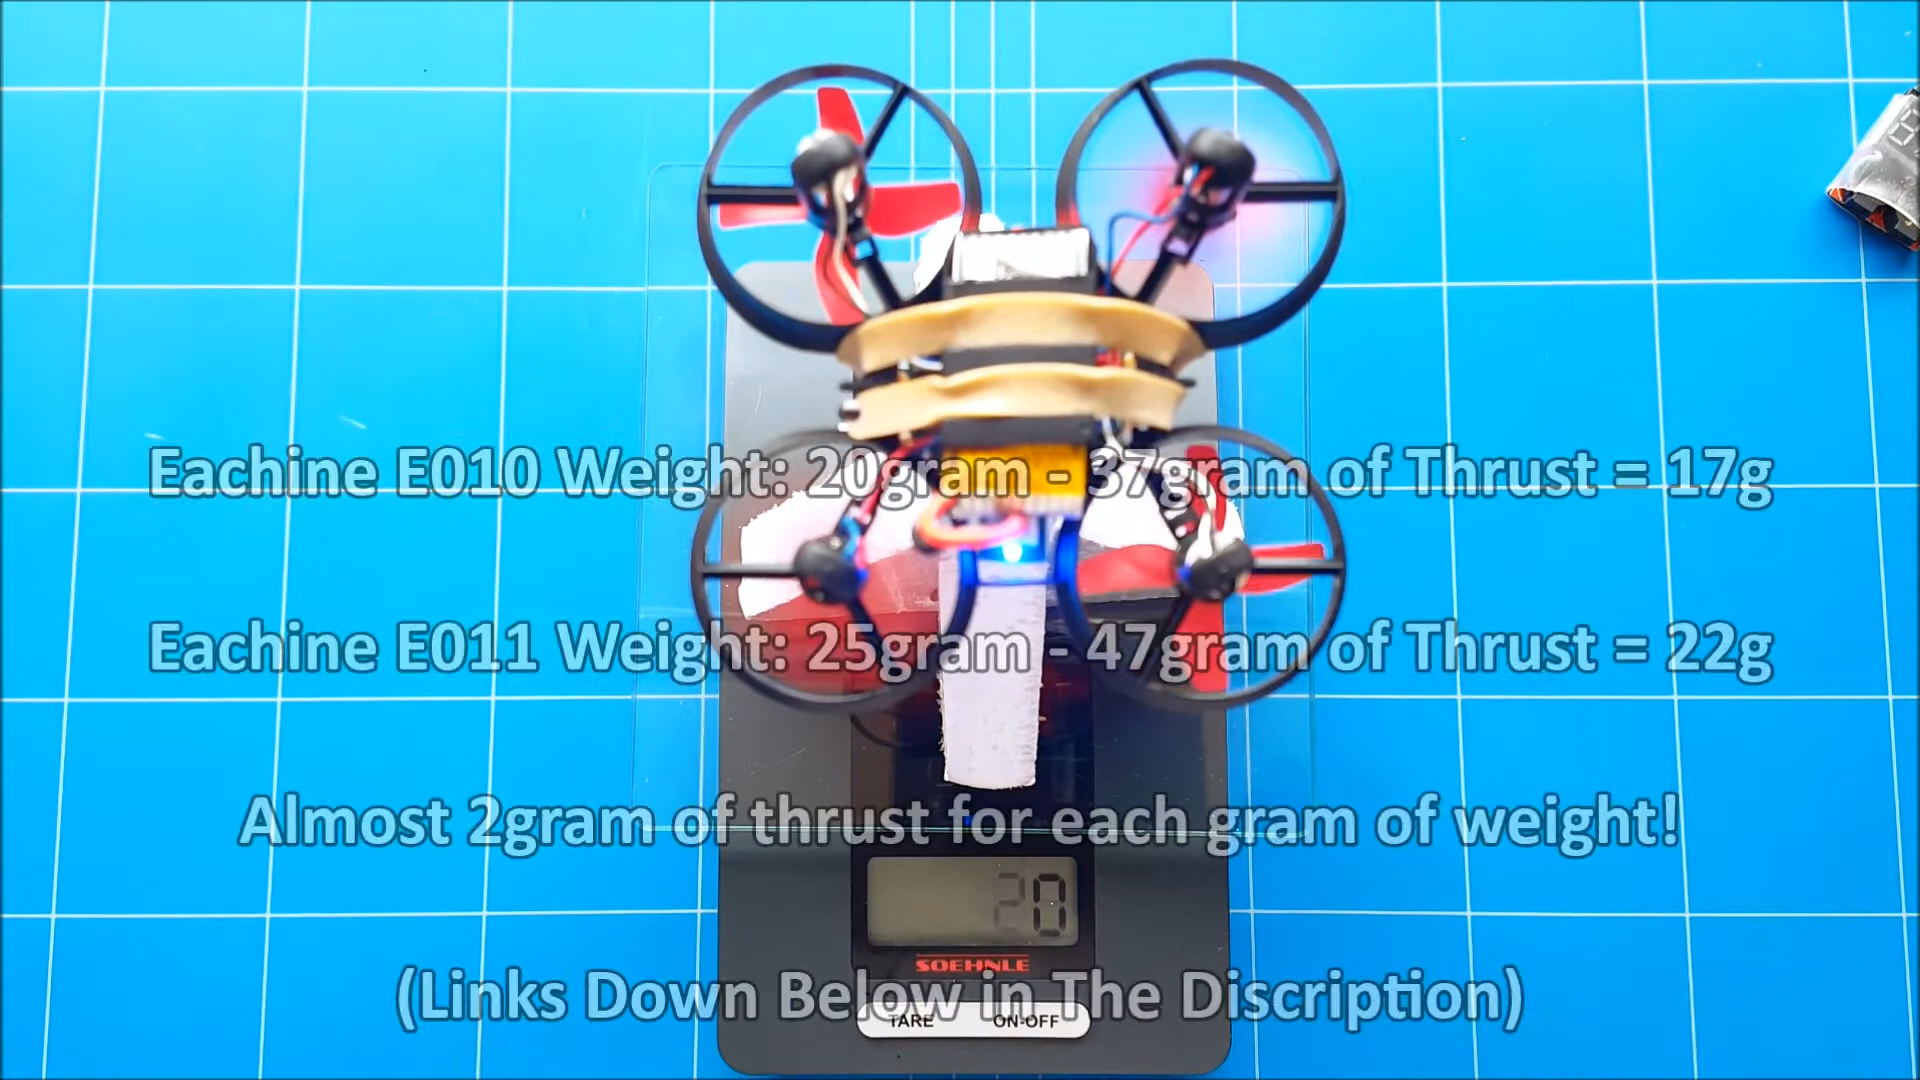 Eachine E010 Weight: 20gram - 37gram of Thrust = 17g
Eachine E011 Weight: 25gram - 47gram of Thrust = 22g
Almost 2gram of thrust for each gram of weight!
20
SOEHNLE
(Links Down Below in The Discription)
TARE ON-OFF